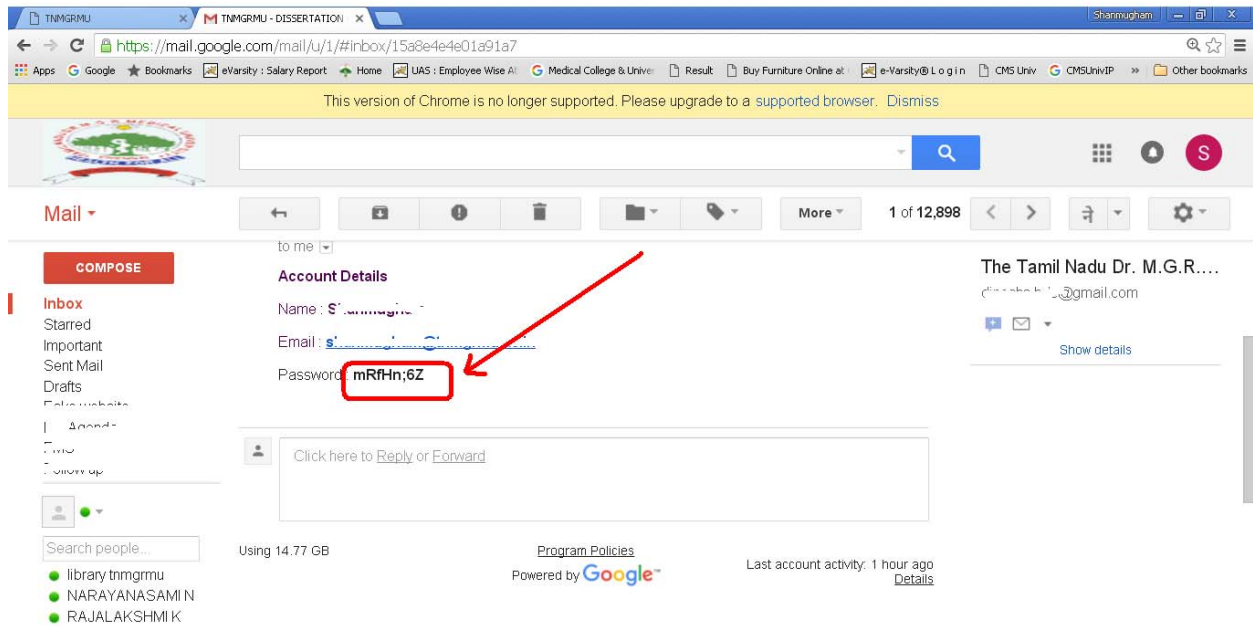 TNMGRMU
TNMGRMU - DISSERTATION
Shanmugham
https://mail.google.com/mail/u/1/#inbox/15a8e4e4e01a91a7
Apps Google Bookmarks eVarsity : Salary Report Home UAS : Employee Wise At Medical College & Unive Result Buy Furniture Online at e-Varsity® L o g i n CMS Univ CMSUnivIP » Other bookmarks
This version of Chrome is no longer supported. Please upgrade to a supported browser. Dismiss
S
Mail
More
1 of 12,898
ने
COMPOSE
Inbox
Starred
Important
Sent Mail
Drafts
Follow up
Search people...
library tnmgrmu
NARAYANASAMI N
RAJALAKSHMI K
to me
Account Details
Name :
Email :
Password : mRfHn;6Z
Click here to Reply or Forward
Using 14.77 GB
Program Policies
Powered by Google™
Last account activity: 1 hour ago
Details
The Tamil Nadu Dr. M.G.R....
@gmail.com
Show details